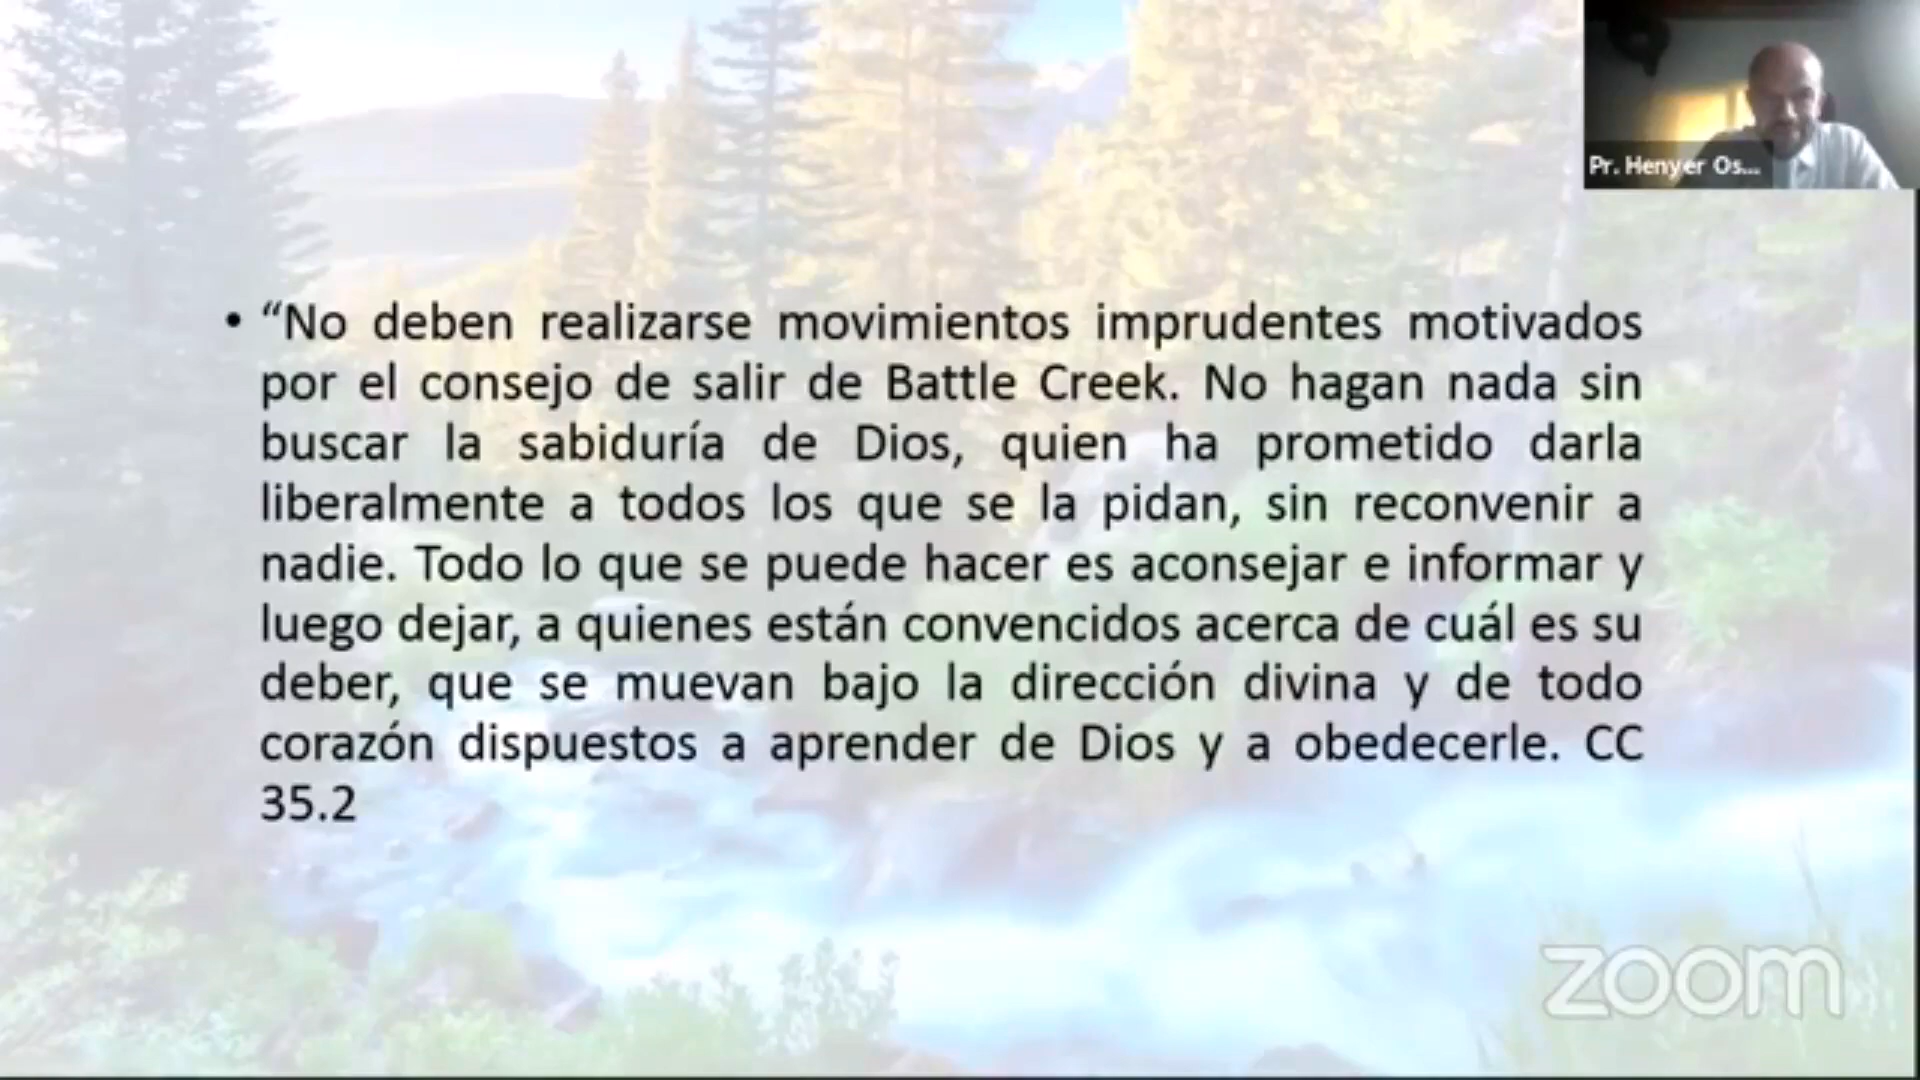 Pr. Henyer Os...
• “No deben realizarse movimientos imprudentes motivados
por el consejo de salir de Battle Creek. No hagan nada sin
buscar la sabiduría de Dios, quien ha prometido darla
liberalmente a todos los que se la pidan, sin reconvenir a
nadie. Todo lo que se puede hacer es aconsejar e informar y
luego dejar, a quienes están convencidos acerca de cuál es su
deber, que se muevan bajo la dirección divina y de todo
corazón dispuestos a aprender de Dios y a obedecerle. CC
35.2
zoom